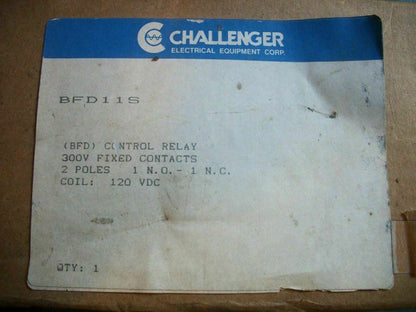 CHALLENGER
ELECTRICAL EQUIPMENT CORP.
BFD11S
(BFD) CONTROL RELAY
300V FIXED CONTACTS
2 POLES 1 N.O.- 1 N.C.
COIL: 120 VDC
QTY: 1